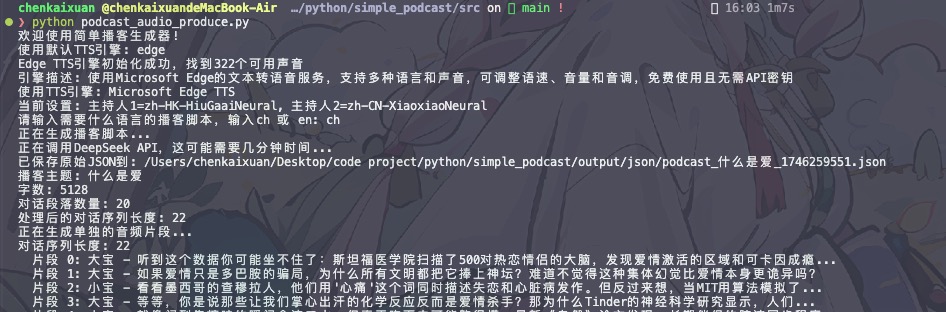 chenkaixuan @chenkaixuandeMacBook-Air …/python/simple_podcast/src on main ! 16:03 1m7s
❯ python podcast_audio_produce.py
欢迎使用简单播客生成器!
使用默认TTS引擎: edge
Edge TTS引擎初始化成功, 找到322个可用声音
引擎描述: 使用Microsoft Edge的文本转语音服务, 支持多种语言和声音, 可调整语速、音量和音调, 免费使用且无需API密钥
使用TTS引擎: Microsoft Edge TTS
当前设置: 主持人1=zh-HK-HiuGaaiNeural, 主持人2=zh-CN-XiaoxiaoNeural
请输入需要什么语言的播客脚本, 输入ch 或 en: ch
正在生成播客脚本...
正在调用DeepSeek API, 这可能需要几分钟时间...
已保存原始JSON到: /Users/chenkaixuan/Desktop/code project/python/simple_podcast/output/json/podcast_什么是爱_1746259551.json
播客主题: 什么是爱
字数: 5128
对话段落数量: 20
处理后的对话序列长度: 22
正在生成单独的音频片段...
对话序列长度: 22
片段 0: 大宝 - 听到这个数据你可能坐不住了: 斯坦福医学院扫描了500对热恋情侣的大脑, 发现爱情激活的区域和可卡因成瘾...
片段 1: 大宝 - 如果爱情只是多巴胺的骗局, 为什么所有文明都把它捧上神坛? 难道不觉得这种集体幻觉比爱情本身更诡异吗?
片段 2: 小宝 - 看看墨西哥的查穆拉人, 他们用'心痛'这个词同时描述失恋和心脏病发作。但反过来想, 当MIT用算法模拟了...
片段 3: 大宝 - 等等, 你是说那些让我们掌心出汗的化学反应反而是爱情杀手? 那为什么Tinder的神经科学研究显示, 人们...